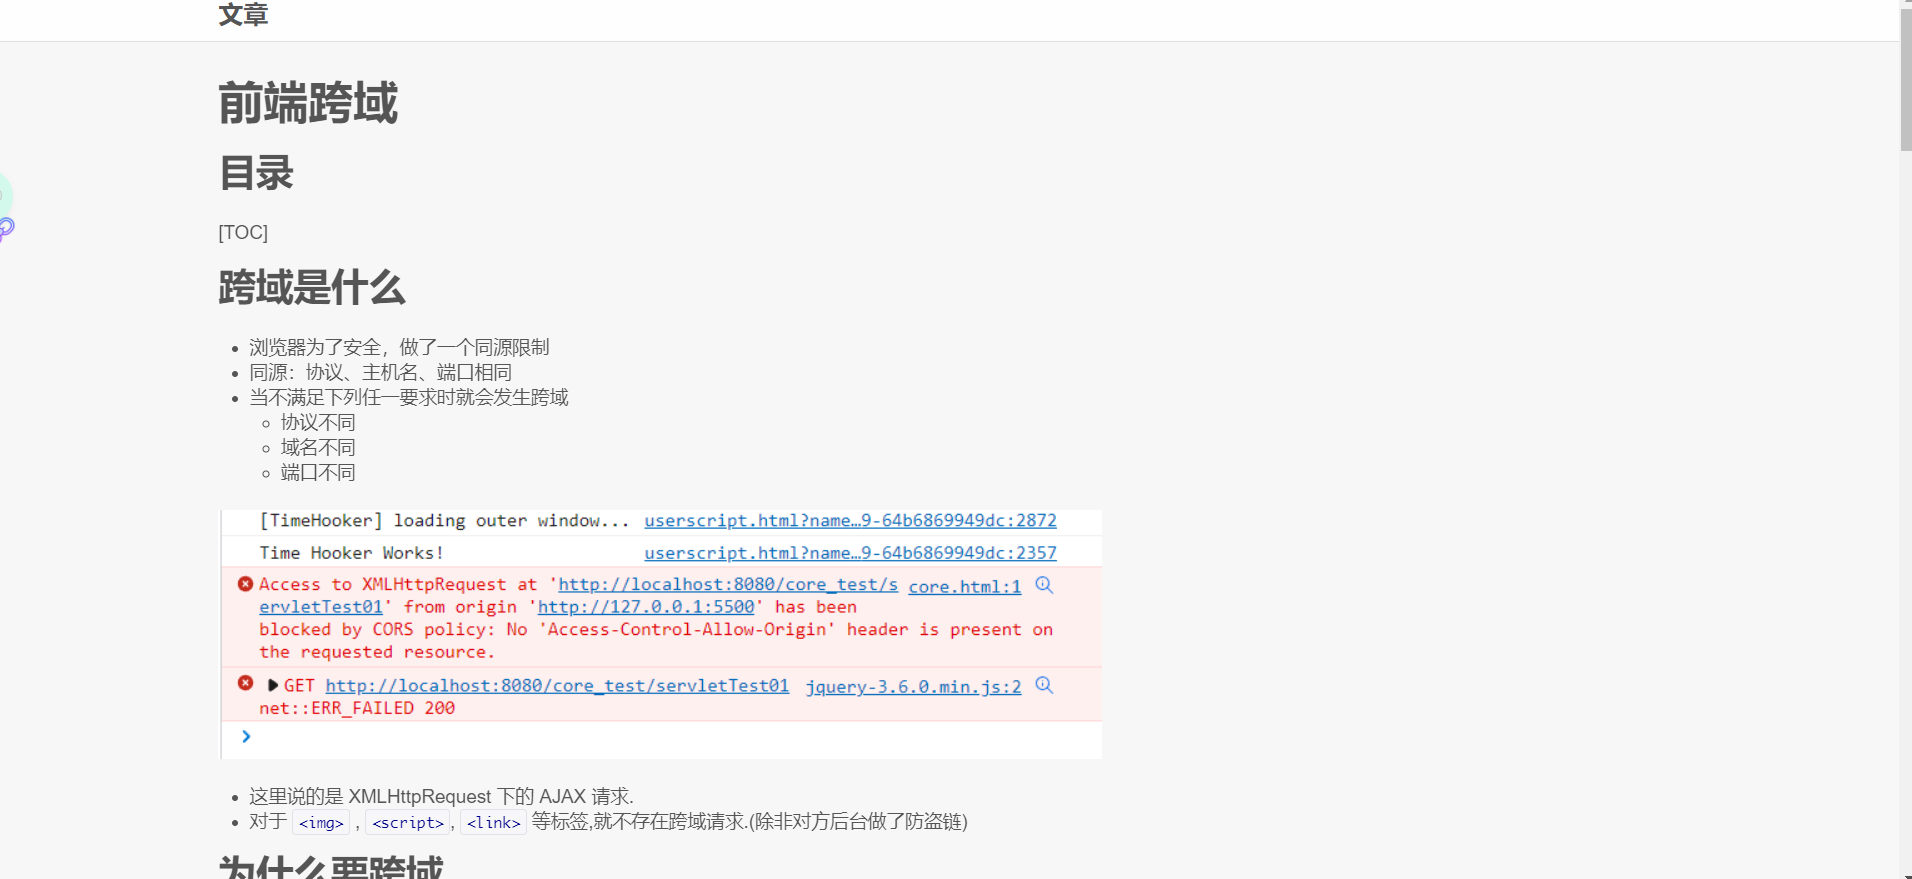 文章
前端跨域
目录
[TOC]
跨域是什么
浏览器为了安全，做了一个同源限制
同源：协议、主机名、端口相同
当不满足下列任一要求时就会发生跨域
协议不同
域名不同
端口不同
[TimeHooker] loading outer window... userscript.html?name…9-64b6869949dc:2872
Time Hooker Works! userscript.html?name…9-64b6869949dc:2357
Access to XMLHttpRequest at 'http://localhost:8080/core_test/s core.html:1
ervletTest01' from origin 'http://127.0.0.1:5500' has been
blocked by CORS policy: No 'Access-Control-Allow-Origin' header is present on
the requested resource.
GET http://localhost:8080/core_test/servletTest01 jquery-3.6.0.min.js:2
net::ERR_FAILED 200
这里说的是 XMLHttpRequest 下的 AJAX 请求.
对于 <img> , <script>, <link> 等标签,就不存在跨域请求.(除非对方后台做了防盗链)
为什么要跨域